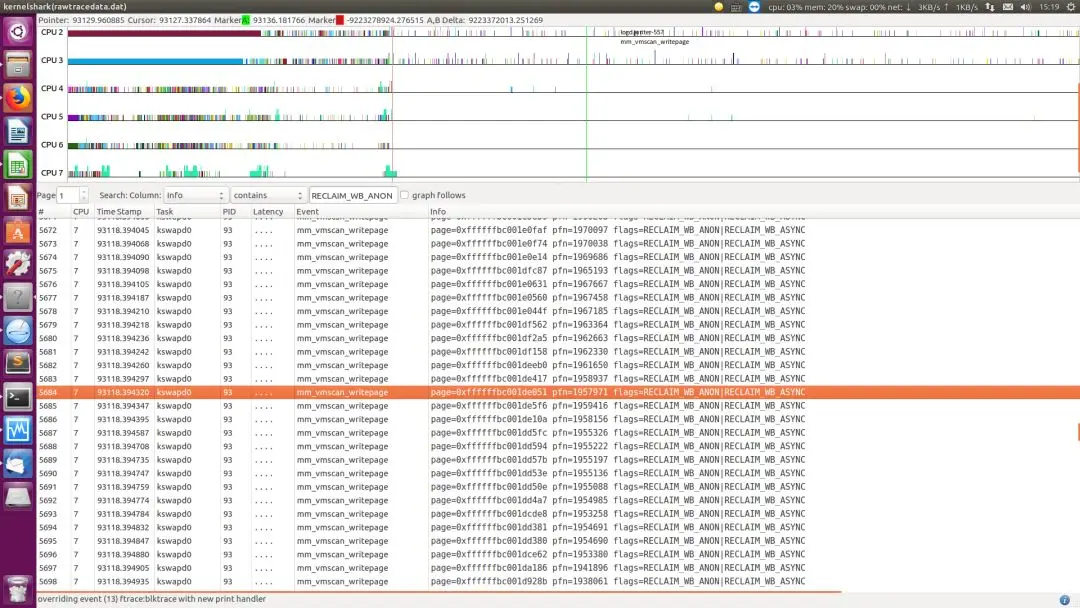 kernelshark(rawtracedata.dat)
cpu: 03% mem: 20% swap: 00% net: ↓ 3KB/s ↑ 1KB/s 15:19
Pointer: 93129.960885 Cursor: 93127.337864 Marker A: 93136.181766 Marker -9223278924.276515 A,B Delta: 9223372013.251269
CPU 2
mm_vmscan_writepage
CPU 3
CPU 4
CPU 5
CPU 6
CPU 7
Page 1 Search: Column: Info contains RECLAIM_WB_ANON graph follows
# CPU Time Stamp Task PID Latency Event Info
5672 7 93118.394045 kswapd0 93 .... mm_vmscan_writepage page=0xffffffbc001e0faf pfn=1970097 flags=RECLAIM_WB_ANON|RECLAIM_WB_ASYNC
5673 7 93118.394068 kswapd0 93 .... mm_vmscan_writepage page=0xffffffbc001e0f74 pfn=1970038 flags=RECLAIM_WB_ANON|RECLAIM_WB_ASYNC
5674 7 93118.394090 kswapd0 93 .... mm_vmscan_writepage page=0xffffffbc001e0e14 pfn=1969686 flags=RECLAIM_WB_ANON|RECLAIM_WB_ASYNC
5675 7 93118.394098 kswapd0 93 .... mm_vmscan_writepage page=0xffffffbc001dfc87 pfn=1965193 flags=RECLAIM_WB_ANON|RECLAIM_WB_ASYNC
5676 7 93118.394105 kswapd0 93 .... mm_vmscan_writepage page=0xffffffbc001e0631 pfn=1967667 flags=RECLAIM_WB_ANON|RECLAIM_WB_ASYNC
5677 7 93118.394187 kswapd0 93 .... mm_vmscan_writepage page=0xffffffbc001e0560 pfn=1967458 flags=RECLAIM_WB_ANON|RECLAIM_WB_ASYNC
5678 7 93118.394210 kswapd0 93 .... mm_vmscan_writepage page=0xffffffbc001e044f pfn=1967185 flags=RECLAIM_WB_ANON|RECLAIM_WB_ASYNC
5679 7 93118.394218 kswapd0 93 .... mm_vmscan_writepage page=0xffffffbc001df562 pfn=1963364 flags=RECLAIM_WB_ANON|RECLAIM_WB_ASYNC
5680 7 93118.394236 kswapd0 93 .... mm_vmscan_writepage page=0xffffffbc001df2a5 pfn=1962663 flags=RECLAIM_WB_ANON|RECLAIM_WB_ASYNC
5681 7 93118.394242 kswapd0 93 .... mm_vmscan_writepage page=0xffffffbc001df158 pfn=1962330 flags=RECLAIM_WB_ANON|RECLAIM_WB_ASYNC
5682 7 93118.394260 kswapd0 93 .... mm_vmscan_writepage page=0xffffffbc001deeb0 pfn=1961650 flags=RECLAIM_WB_ANON|RECLAIM_WB_ASYNC
5683 7 93118.394297 kswapd0 93 .... mm_vmscan_writepage page=0xffffffbc001de417 pfn=1958937 flags=RECLAIM_WB_ANON|RECLAIM_WB_ASYNC
5684 7 93118.394320 kswapd0 93 .... mm_vmscan_writepage page=0xffffffbc001de051 pfn=1957971 flags=RECLAIM_WB_ANON|RECLAIM_WB_ASYNC
5685 7 93118.394347 kswapd0 93 .... mm_vmscan_writepage page=0xffffffbc001de5f6 pfn=1959416 flags=RECLAIM_WB_ANON|RECLAIM_WB_ASYNC
5686 7 93118.394395 kswapd0 93 .... mm_vmscan_writepage page=0xffffffbc001de10a pfn=1958156 flags=RECLAIM_WB_ANON|RECLAIM_WB_ASYNC
5687 7 93118.394587 kswapd0 93 .... mm_vmscan_writepage page=0xffffffbc001dd5fc pfn=1955326 flags=RECLAIM_WB_ANON|RECLAIM_WB_ASYNC
5688 7 93118.394708 kswapd0 93 .... mm_vmscan_writepage page=0xffffffbc001dd594 pfn=1955222 flags=RECLAIM_WB_ANON|RECLAIM_WB_ASYNC
5689 7 93118.394735 kswapd0 93 .... mm_vmscan_writepage page=0xffffffbc001dd57b pfn=1955197 flags=RECLAIM_WB_ANON|RECLAIM_WB_ASYNC
5690 7 93118.394747 kswapd0 93 .... mm_vmscan_writepage page=0xffffffbc001dd53e pfn=1955136 flags=RECLAIM_WB_ANON|RECLAIM_WB_ASYNC
5691 7 93118.394759 kswapd0 93 .... mm_vmscan_writepage page=0xffffffbc001dd50e pfn=1955088 flags=RECLAIM_WB_ANON|RECLAIM_WB_ASYNC
5692 7 93118.394774 kswapd0 93 .... mm_vmscan_writepage page=0xffffffbc001dd4a7 pfn=1954985 flags=RECLAIM_WB_ANON|RECLAIM_WB_ASYNC
5693 7 93118.394784 kswapd0 93 .... mm_vmscan_writepage page=0xffffffbc001dcde8 pfn=1953258 flags=RECLAIM_WB_ANON|RECLAIM_WB_ASYNC
5694 7 93118.394832 kswapd0 93 .... mm_vmscan_writepage page=0xffffffbc001dd381 pfn=1954691 flags=RECLAIM_WB_ANON|RECLAIM_WB_ASYNC
5695 7 93118.394847 kswapd0 93 .... mm_vmscan_writepage page=0xffffffbc001dd380 pfn=1954690 flags=RECLAIM_WB_ANON|RECLAIM_WB_ASYNC
5696 7 93118.394880 kswapd0 93 .... mm_vmscan_writepage page=0xffffffbc001dce62 pfn=1953380 flags=RECLAIM_WB_ANON|RECLAIM_WB_ASYNC
5697 7 93118.394905 kswapd0 93 .... mm_vmscan_writepage page=0xffffffbc001da186 pfn=1941896 flags=RECLAIM_WB_ANON|RECLAIM_WB_ASYNC
5698 7 93118.394935 kswapd0 93 .... mm_vmscan_writepage page=0xffffffbc001d928b pfn=1938061 flags=RECLAIM_WB_ANON|RECLAIM_WB_ASYNC
overriding event (13) ftrace:blktrace with new print handler